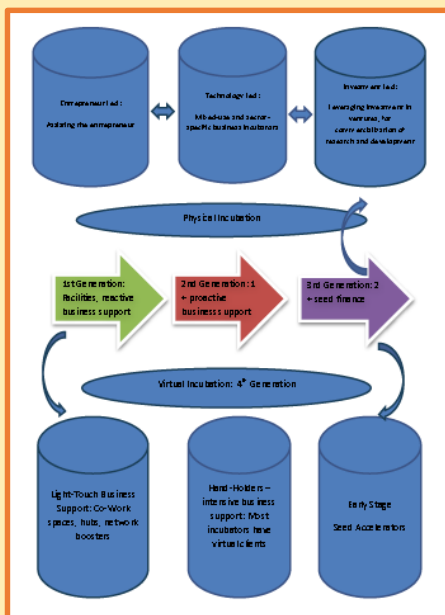 Entrepreneur Led:
Assisting the entrepreneur
Technology Led:
Mixed-use and sector-
specific business incubators
Investment Led:
Leveraging investment in
ventures, for
commercialization of
research and development
Physical Incubation
1st Generation:
Facilities, reactive
business support
2nd Generation: 1
+ proactive
business support
3rd Generation: 2
+ seed finance
Virtual Incubation: 4th Generation
Light-Touch Business
Support: Co-Work
spaces, hubs, network
boosters
Hand-Holders –
intensive business
support: Most
incubators have
virtual clients
Early Stage
Seed Accelerators